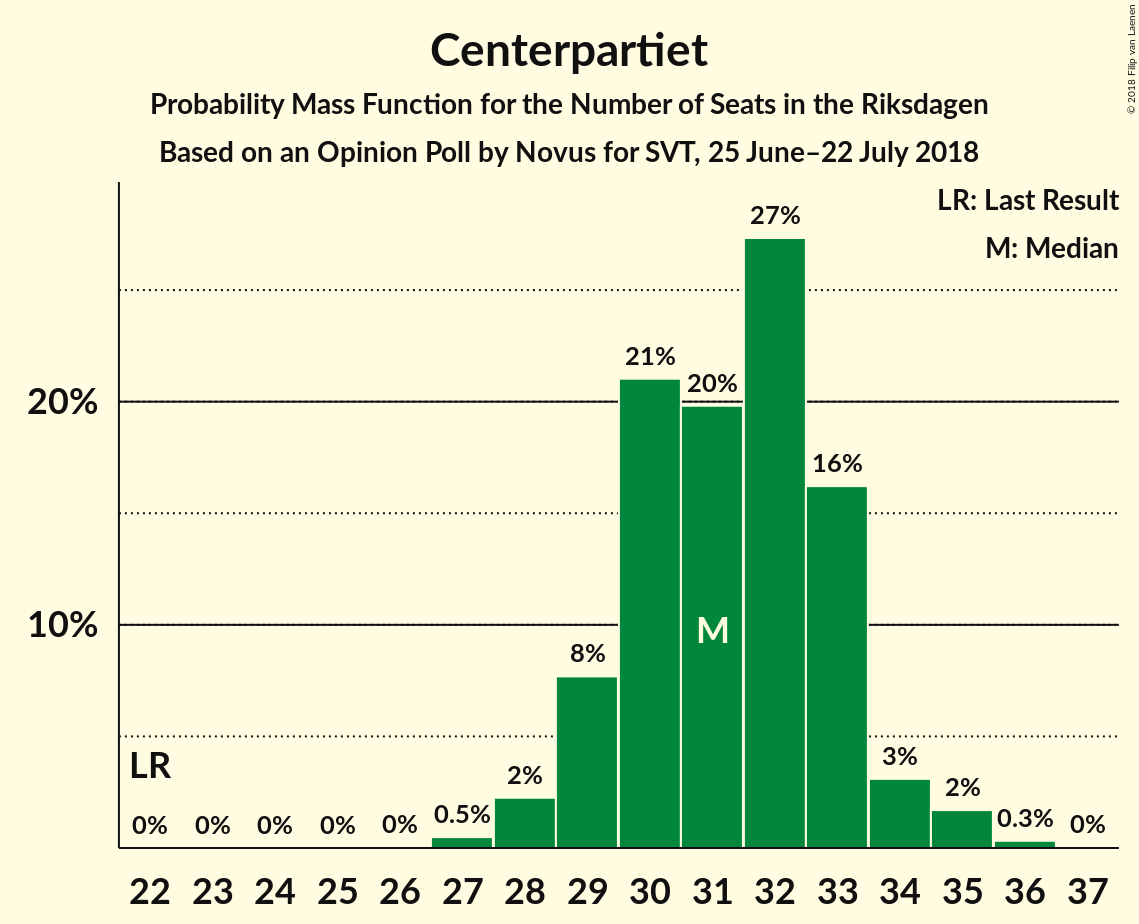 Centerpartiet
Probability Mass Function for the Number of Seats in the Riksdagen
Based on an Opinion Poll by Novus for SVT, 25 June–22 July 2018
© 2018 Filip van Laenen
LR: Last Result
M: Median
27%
21%
20%
20%
16%
10%
M
8%
LR
3%
2%
2%
0% 0% 0% 0% 0% 0.5% 0.3% 0%
22 23 24 25 26 27 28 29 30 31 32 33 34 35 36 37